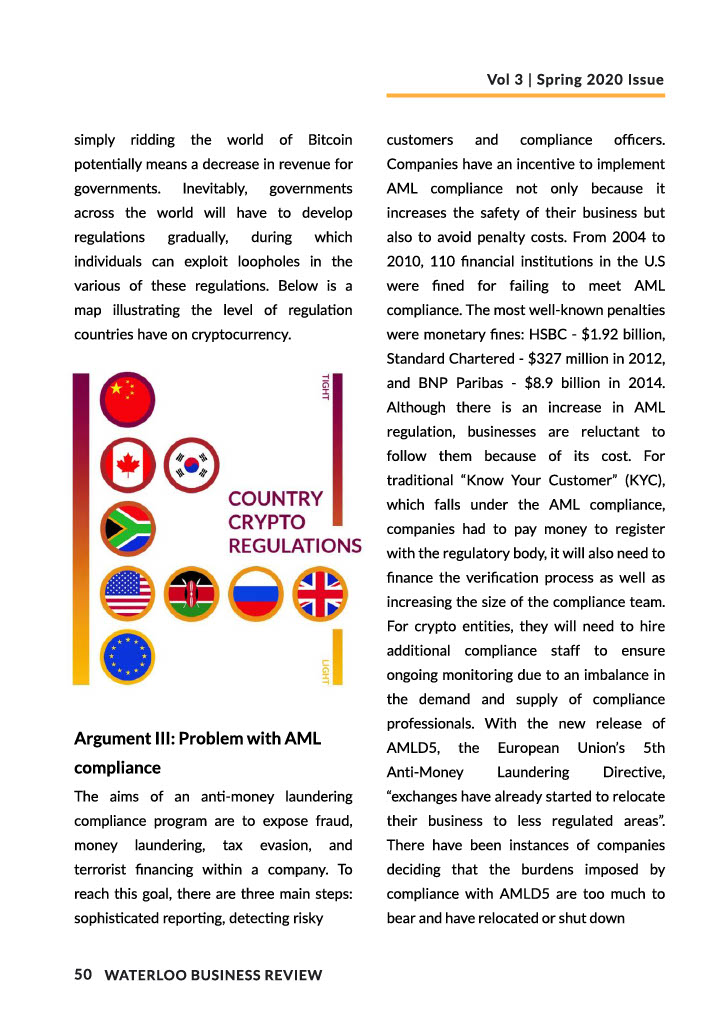 Vol 3 | Spring 2020 Issue
simply ridding the world of Bitcoin
potentially means a decrease in revenue for
governments. Inevitably, governments
across the world will have to develop
regulations gradually, during which
individuals can exploit loopholes in the
various of these regulations. Below is a
map illustrating the level of regulation
countries have on cryptocurrency.
TIGHT
COUNTRY
CRYPTO
REGULATIONS
LIGHT
Argument III: Problem with AML
compliance
The aims of an anti-money laundering
compliance program are to expose fraud,
money laundering, tax evasion, and
terrorist financing within a company. To
reach this goal, there are three main steps:
sophisticated reporting, detecting risky
customers and compliance officers.
Companies have an incentive to implement
AML compliance not only because it
increases the safety of their business but
also to avoid penalty costs. From 2004 to
2010, 110 financial institutions in the U.S
were fined for failing to meet AML
compliance. The most well-known penalties
were monetary fines: HSBC - $1.92 billion,
Standard Chartered - $327 million in 2012,
and BNP Paribas - $8.9 billion in 2014.
Although there is an increase in AML
regulation, businesses are reluctant to
follow them because of its cost. For
traditional “Know Your Customer” (KYC),
which falls under the AML compliance,
companies had to pay money to register
with the regulatory body, it will also need to
finance the verification process as well as
increasing the size of the compliance team.
For crypto entities, they will need to hire
additional compliance staff to ensure
ongoing monitoring due to an imbalance in
the demand and supply of compliance
professionals. With the new release of
AMLD5, the European Union’s 5th
Anti-Money Laundering Directive,
“exchanges have already started to relocate
their business to less regulated areas”.
There have been instances of companies
deciding that the burdens imposed by
compliance with AMLD5 are too much to
bear and have relocated or shut down
50 WATERLOO BUSINESS REVIEW